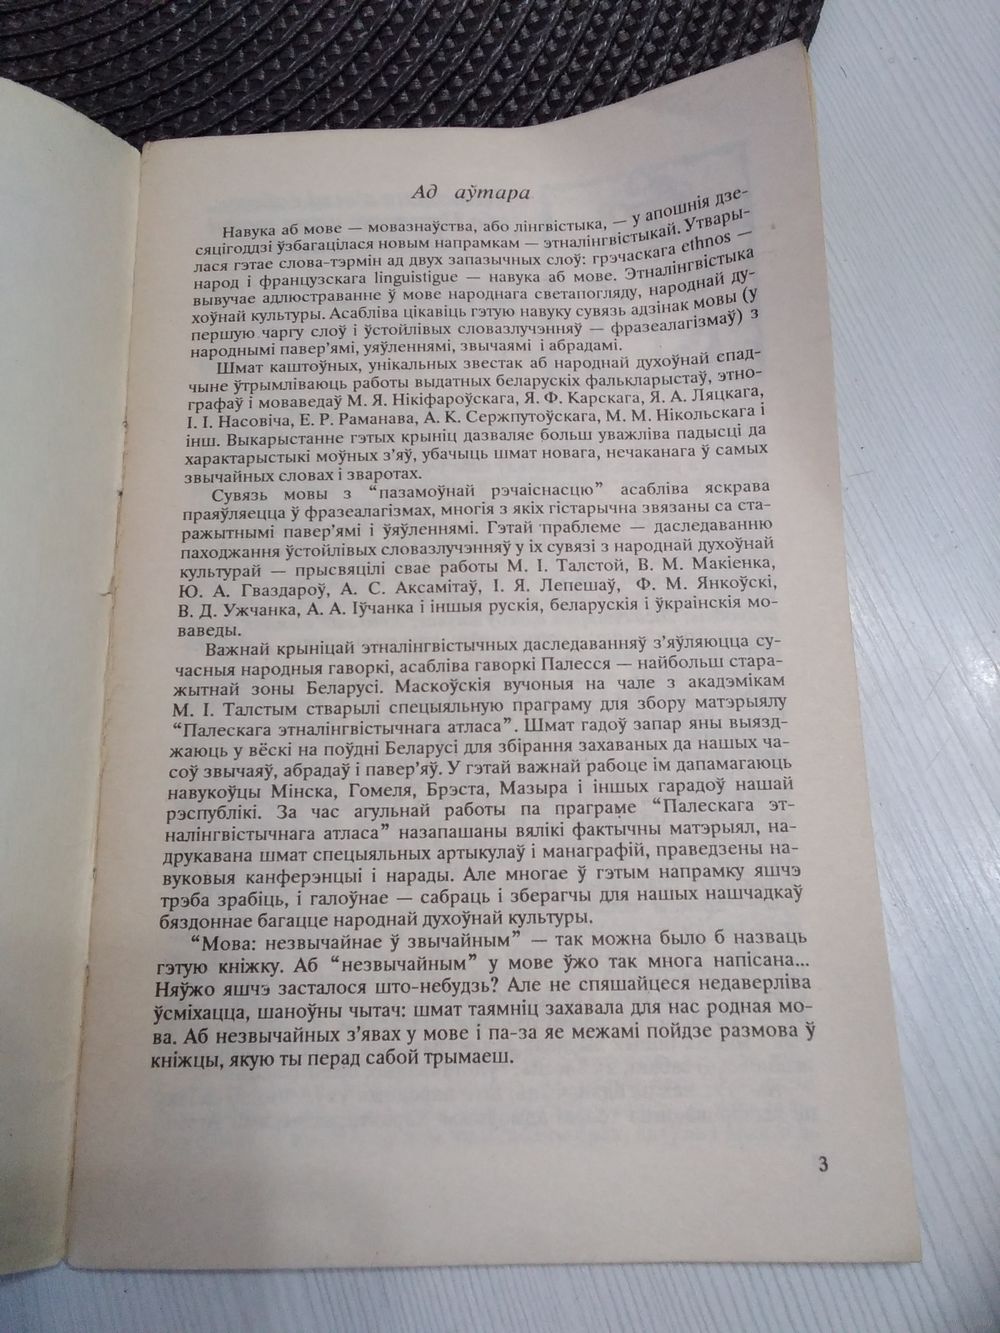 Ад аўтара
Навука аб мове — мовазнаўства, або лінгвістыка, — у апошнія дзе-
сяцігоддзі ўзбагацілася новым напрамкам — этналінгвістыкай. Утвары-
лася гэтае слова-тэрмін ад двух запазычных слоў: грэчаскага ethnos —
народ і французскага linguistigue — навука аб мове. Этналінгвістыка
вывучае адлюстраванне ў мове народнага светапогляду, народнай ду-
хоўнай культуры. Асабліва цікавіць гэтую навуку сувязь адзінак мовы (у
першую чаргу слоў і ўстойлівых словазлучэнняў — фразеалагізмаў) з
народнымі павер’ямі, уяўленнямі, звычаямі і абрадамі.
Шмат каштоўных, унікальных звестак аб народнай духоўнай спад-
чыне ўтрымліваюць работы выдатных беларускіх фалькларыстаў, этно-
графаў і моваведаў М. Я. Нікіфароўскага, Я. Ф. Карскага, Я. А. Ляцкага,
І. І. Насовіча, Е. Р. Раманава, А. К. Сержпутоўскага, М. М. Нікольскага і
інш. Выкарыстанне гэтых крыніц дазваляе больш уважліва падысці да
характарыстыкі моўных з’яў, убачыць шмат новага, нечаканага ў самых
звычайных словах і зваротах.
Сувязь мовы з “пазамоўнай рэчаіснасцю” асабліва яскрава
праяўляецца ў фразеалагізмах, многія з якіх гістарычна звязаны са ста-
ражытнымі павер’ямі і ўяўленнямі. Гэтай праблеме — даследаванню
паходжання ўстойлівых словазлучэнняў у іх сувязі з народнай духоўнай
культурай — прысвяцілі свае работы М. І. Талстой, В. М. Макіенка,
Ю. А. Гваздароў, А. С. Аксамітаў, І. Я. Лепешаў, Ф. М. Янкоўскі,
В. Д. Ужчанка, А. А. Іўчанка і іншыя рускія, беларускія і ўкраінскія мо-
ваведы.
Важнай крыніцай этналінгвістычных даследаванняў з’яўляюцца су-
часныя народныя гаворкі, асабліва гаворкі Палесся — найбольш стара-
жытнай зоны Беларусі. Маскоўскія вучоныя на чале з акадэмікам
М. І. Талстым стварылі спецыяльную праграму для збору матэрыялу
“Палескага этналінгвістычнага атласа”. Шмат гадоў запар яны выязд-
жаюць у вёскі на поўдні Беларусі для збірання захаваных да нашых ча-
соў звычаяў, абрадаў і павер’яў. У гэтай важнай рабоце ім дапамагаюць
навукоўцы Мінска, Гомеля, Брэста, Мазыра і іншых гарадоў нашай
рэспублікі. За час агульнай работы па праграме “Палескага эт-
налінгвістычнага атласа” назапашаны вялікі фактычны матэрыял, на-
друкавана шмат спецыяльных артыкулаў і манаграфій, праведзены на-
вуковыя канферэнцыі і нарады. Але многае ў гэтым напрамку яшчэ
трэба зрабіць, і галоўнае — сабраць і зберагчы для нашых нашчадкаў
бяздоннае багацце народнай духоўнай культуры.
“Мова: незвычайнае ў звычайным” — так можна было б назваць
гэтую кніжку. Аб “незвычайным” у мове ўжо так многа напісана...
Няўжо яшчэ засталося што-небудзь? Але не спяшайцеся недаверліва
ўсміхацца, шаноўны чытач: шмат таямніц захавала для нас родная мо-
ва. Аб незвычайных з’явах у мове і па-за яе межамі пойдзе размова ў
кніжцы, якую ты перад сабой трымаеш.
3